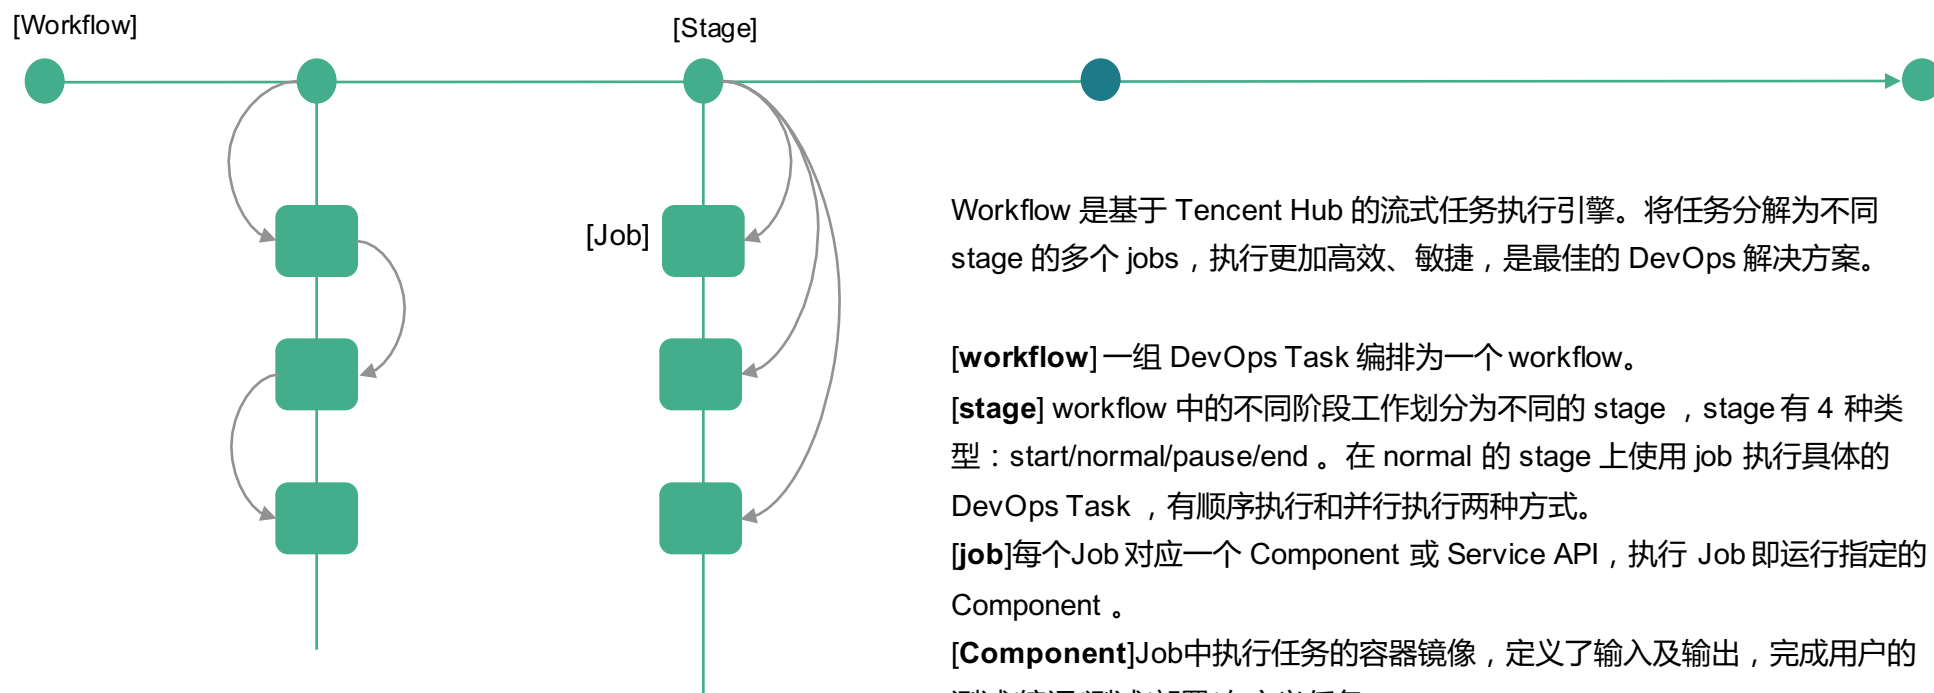 [Workflow]
[Stage]
[Job]
Workflow 是基于 Tencent Hub 的流式任务执行引擎。将任务分解为不同
stage 的多个 jobs，执行更加高效、敏捷，是最佳的 DevOps 解决方案。
[workflow] 一组 DevOps Task 编排为一个 workflow。
[stage] workflow 中的不同阶段工作划分为不同的 stage ，stage 有 4 种类
型：start/normal/pause/end 。在 normal 的 stage 上使用 job 执行具体的
DevOps Task ，有顺序执行和并行执行两种方式。
[job]每个Job 对应一个 Component 或 Service API，执行 Job 即运行指定的
Component 。
[Component]Job中执行任务的容器镜像，定义了输入及输出，完成用户的